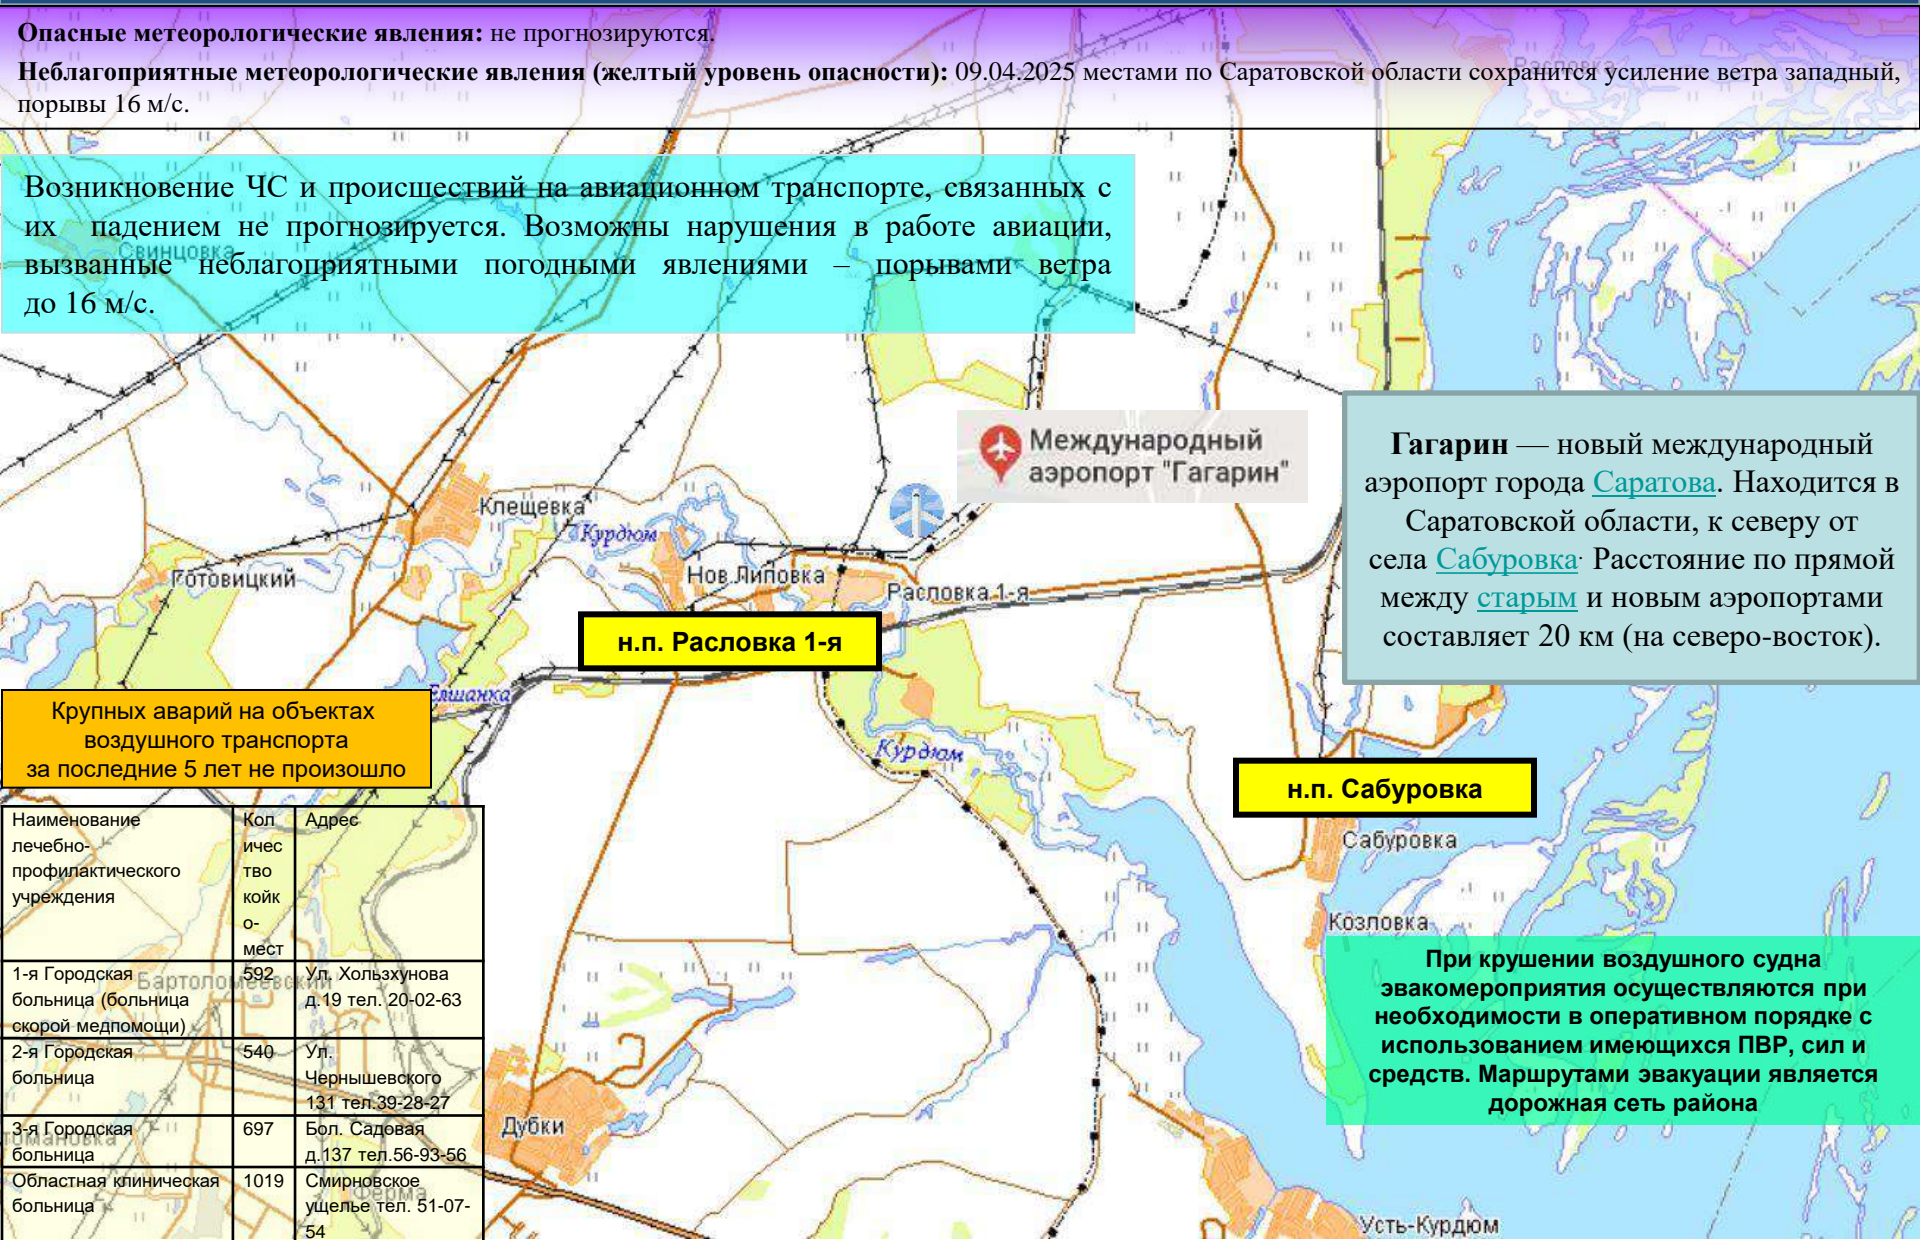 Опасные метеорологические явления: не прогнозируются.
Неблагоприятные метеорологические явления (желтый уровень опасности): 09.04.2025 местами по Саратовской области сохранится усиление ветра западный,
порывы 16 м/с.
Возникновение ЧС и происшествий на авиационном транспорте, связанных с
их падением не прогнозируется. Возможны нарушения в работе авиации,
вызванные неблагоприятными погодными явлениями – порывами ветра
до 16 м/с.
Свинцовка
Расловка
Международный
аэропорт "Гагарин"
Гагарин — новый международный
аэропорт города Саратова. Находится в
Саратовской области, к северу от
села Сабуровка. Расстояние по прямой
между старым и новым аэропортами
составляет 20 км (на северо-восток).
Клещевка
Курдюм
Готовицкий
Нов.Липовка
Расловка 1-я
н.п. Расловка 1-я
Елшанка
Курдюм
Крупных аварий на объектах
воздушного транспорта
за последние 5 лет не произошло
н.п. Сабуровка
Сабуровка
Козловка
Наименование
лечебно-
профилактического
учреждения
Кол
ичес
тво
койк
о-
мест
Адрес
1-я Городская
больница (больница
скорой медпомощи)
592
Ул. Хользхунова
д.19 тел. 20-02-63
2-я Городская
больница
540
Ул.
Чернышевского
131 тел.39-28-27
3-я Городская
больница
697
Бол. Садовая
д.137 тел.56-93-56
Областная клиническая
больница
1019
Смирновское
ущелье тел. 51-07-
54
Бартоломеевский
Ферма
Дубки
При крушении воздушного судна
эвакомероприятия осуществляются при
необходимости в оперативном порядке с
использованием имеющихся ПВР, сил и
средств. Маршрутами эвакуации является
дорожная сеть района
Усть-Курдюм